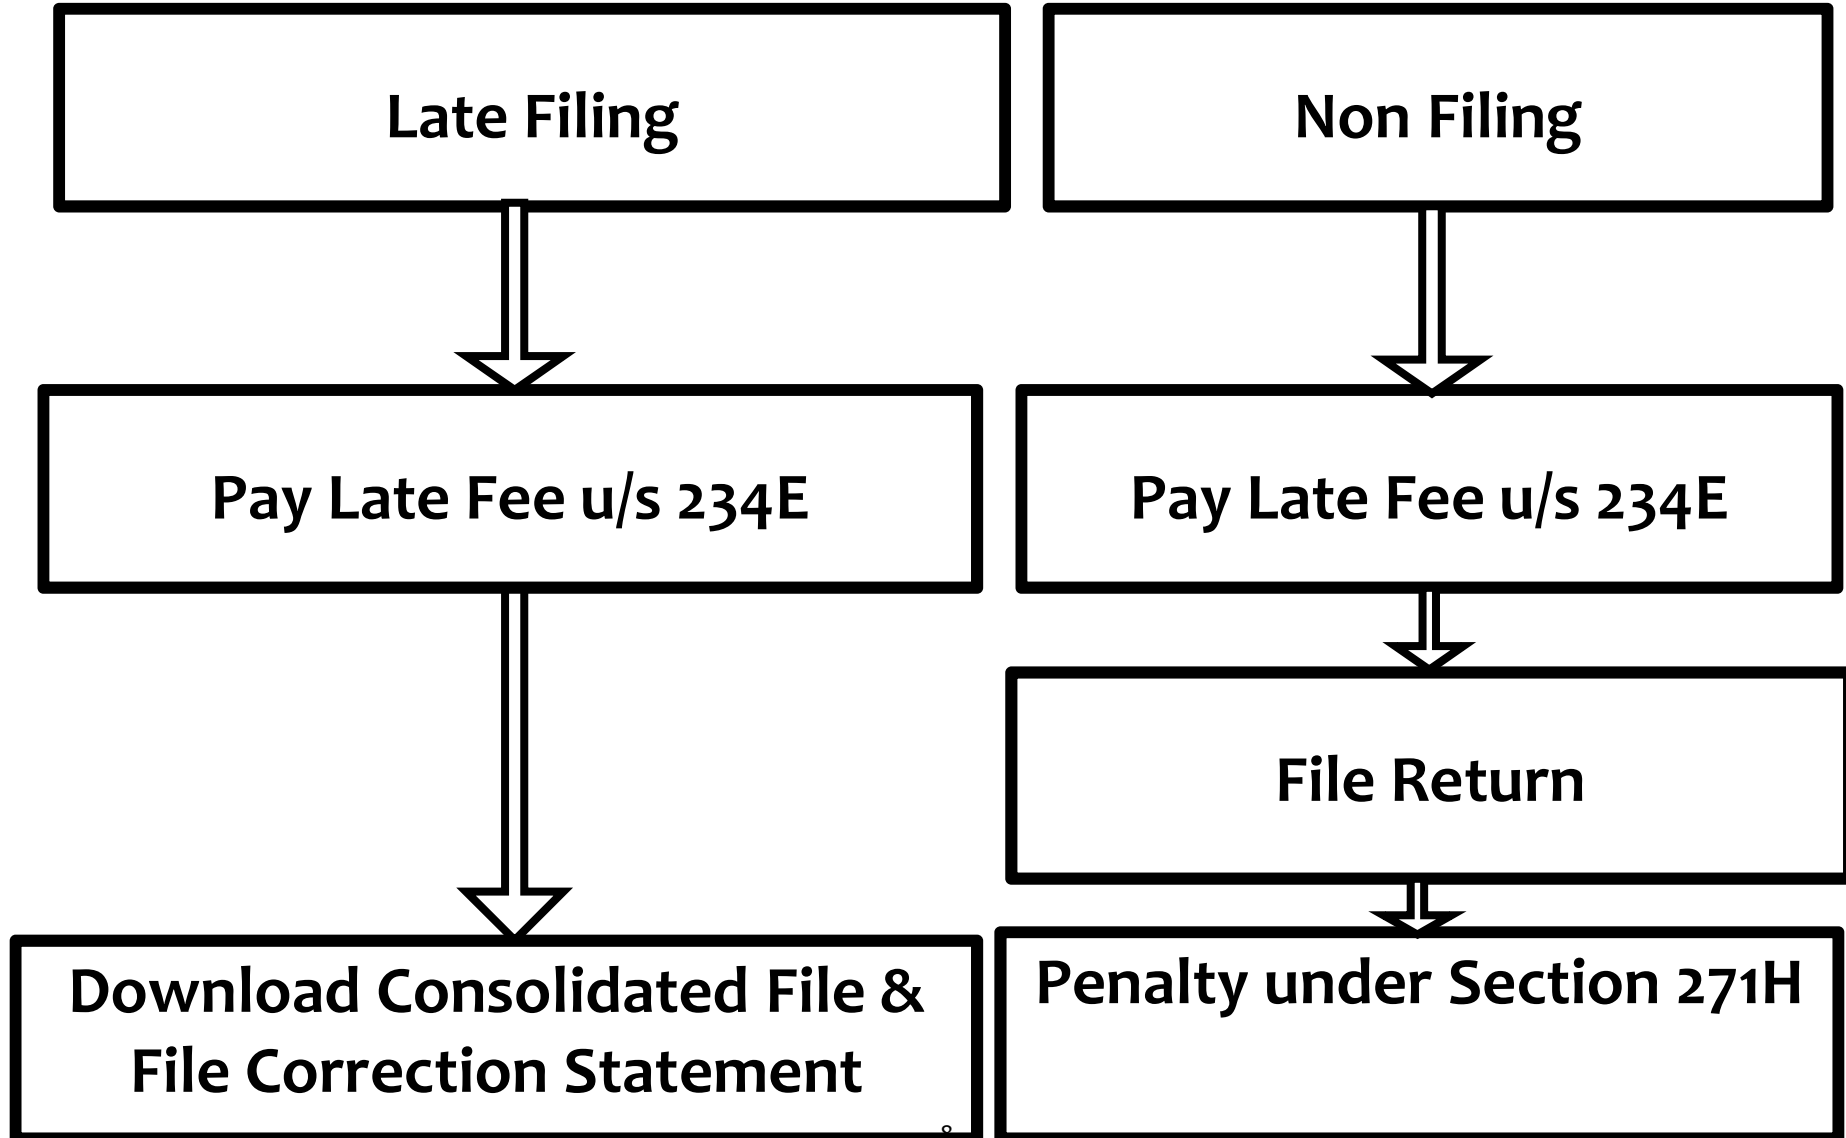 Late Filing
Non Filing
Pay Late Fee u/s 234E
Pay Late Fee u/s 234E
File Return
Download Consolidated File &
File Correction Statement
Penalty under Section 271H